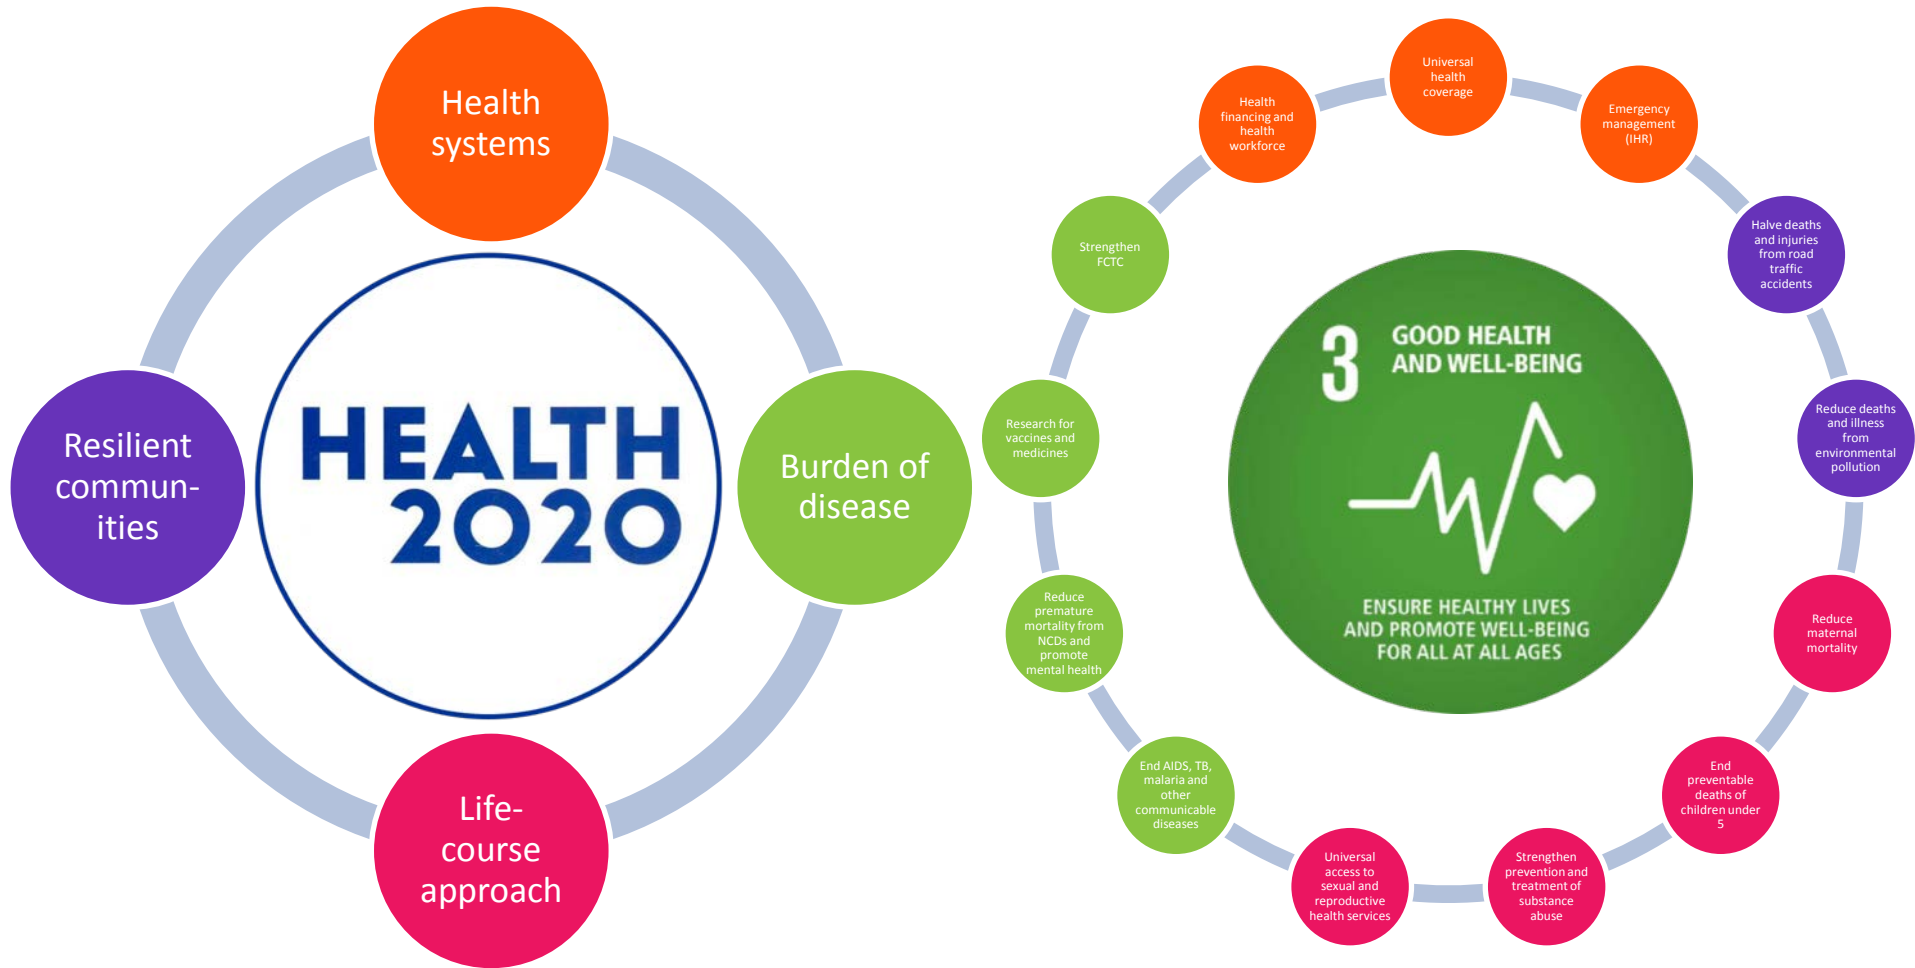 Health
systems
Burden of
disease
Life-
course
approach
Resilient
commun-
ities
HEALTH
2020
Universal
health
coverage
Emergency
management
(IHR)
Halve deaths
and injuries
from road
traffic
accidents
Reduce deaths
and illness
from
environmental
pollution
Reduce
maternal
mortality
End
preventable
deaths of
children under
5
Strengthen
prevention and
treatment of
substance
abuse
Universal
access to
sexual and
reproductive
health services
End AIDS, TB,
malaria and
other
communicable
diseases
Reduce
premature
mortality from
NCDs and
promote
mental health
Research for
vaccines and
medicines
Strengthen
FCTC
Health
financing and
health
workforce
3
GOOD HEALTH
AND WELL-BEING
ENSURE HEALTHY LIVES
AND PROMOTE WELL-BEING
FOR ALL AT ALL AGES